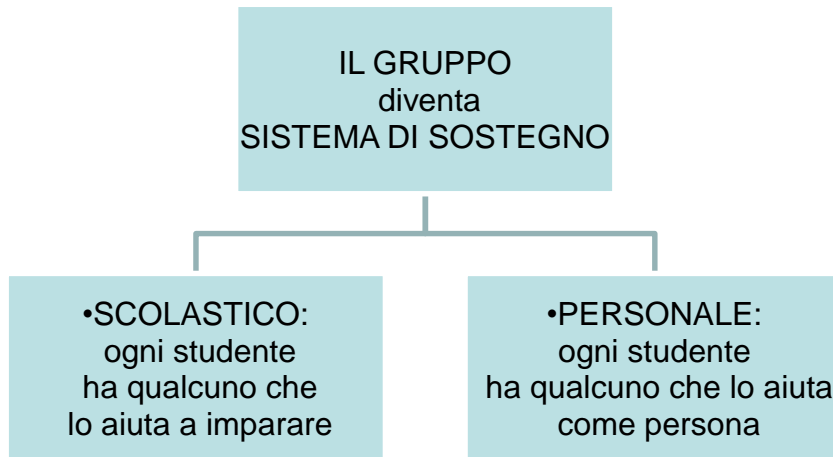 IL GRUPPO
diventa
SISTEMA DI SOSTEGNO
•SCOLASTICO:
ogni studente
ha qualcuno che
lo aiuta a imparare
•PERSONALE:
ogni studente
ha qualcuno che lo aiuta
come persona